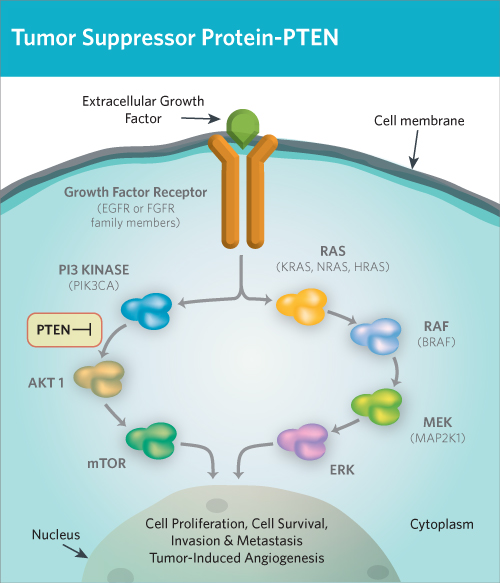 Tumor Suppressor Protein-PTEN
Extracellular Growth
Factor
Cell membrane
Growth Factor Receptor
(EGFR or FGFR
family members)
RAS
(KRAS, NRAS, HRAS)
PI3 KINASE
(PIK3CA)
PTEN
RAF
(BRAF)
AKT 1
MEK
(MAP2K1)
mTOR
ERK
Cell Proliferation, Cell Survival,
Invasion & Metastasis
Tumor-Induced Angiogenesis
Nucleus
Cytoplasm